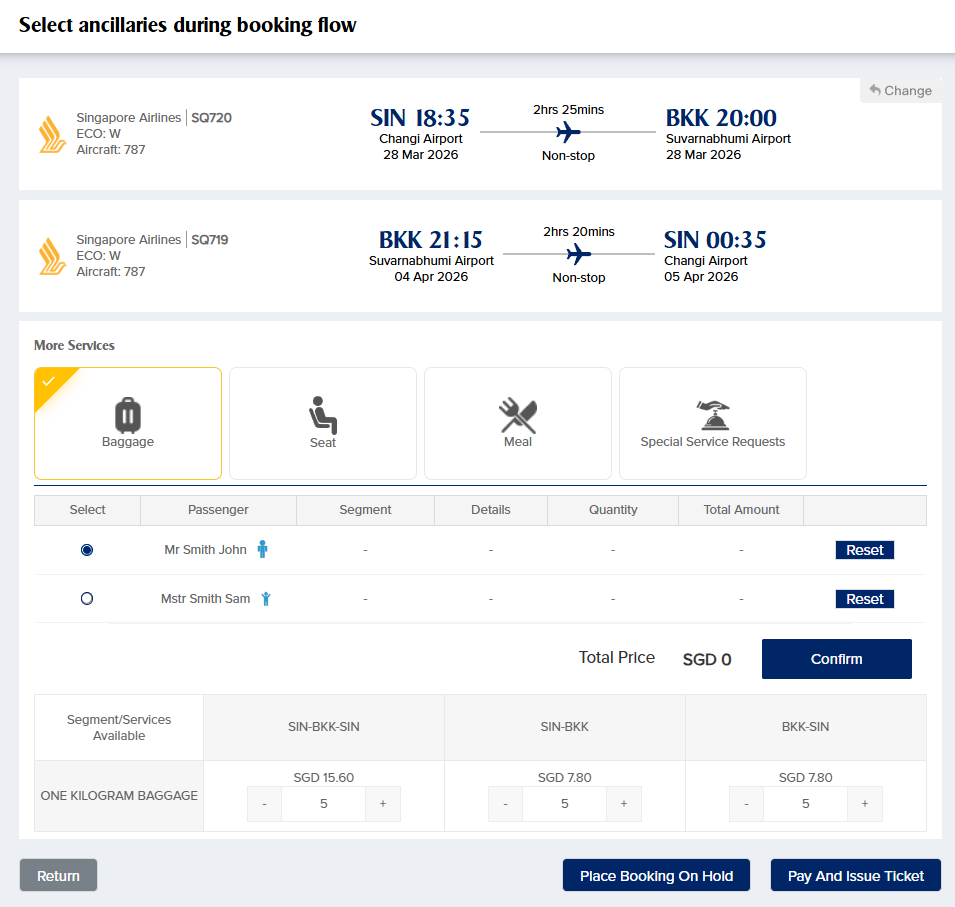 Select ancillaries during booking flow
Change
Singapore Airlines | SQ720
ECO: W
Aircraft: 787
SIN 18:35
Changi Airport
28 Mar 2026
2hrs 25mins
Non-stop
BKK 20:00
Suvarnabhumi Airport
28 Mar 2026
Singapore Airlines | SQ719
ECO: W
Aircraft: 787
BKK 21:15
Suvarnabhumi Airport
04 Apr 2026
2hrs 20mins
Non-stop
SIN 00:35
Changi Airport
05 Apr 2026
More Services
Baggage
Seat
Meal
Special Service Requests
Select Passenger Segment Details Quantity Total Amount
Mr Smith John - - - - Reset
Mstr Smith Sam - - - - Reset
Total Price SGD 0 Confirm
Segment/Services
Available
SIN-BKK-SIN SIN-BKK BKK-SIN
ONE KILOGRAM BAGGAGE
SGD 15.60 SGD 7.80 SGD 7.80
- 5 + - 5 + - 5 +
Return Place Booking On Hold Pay And Issue Ticket